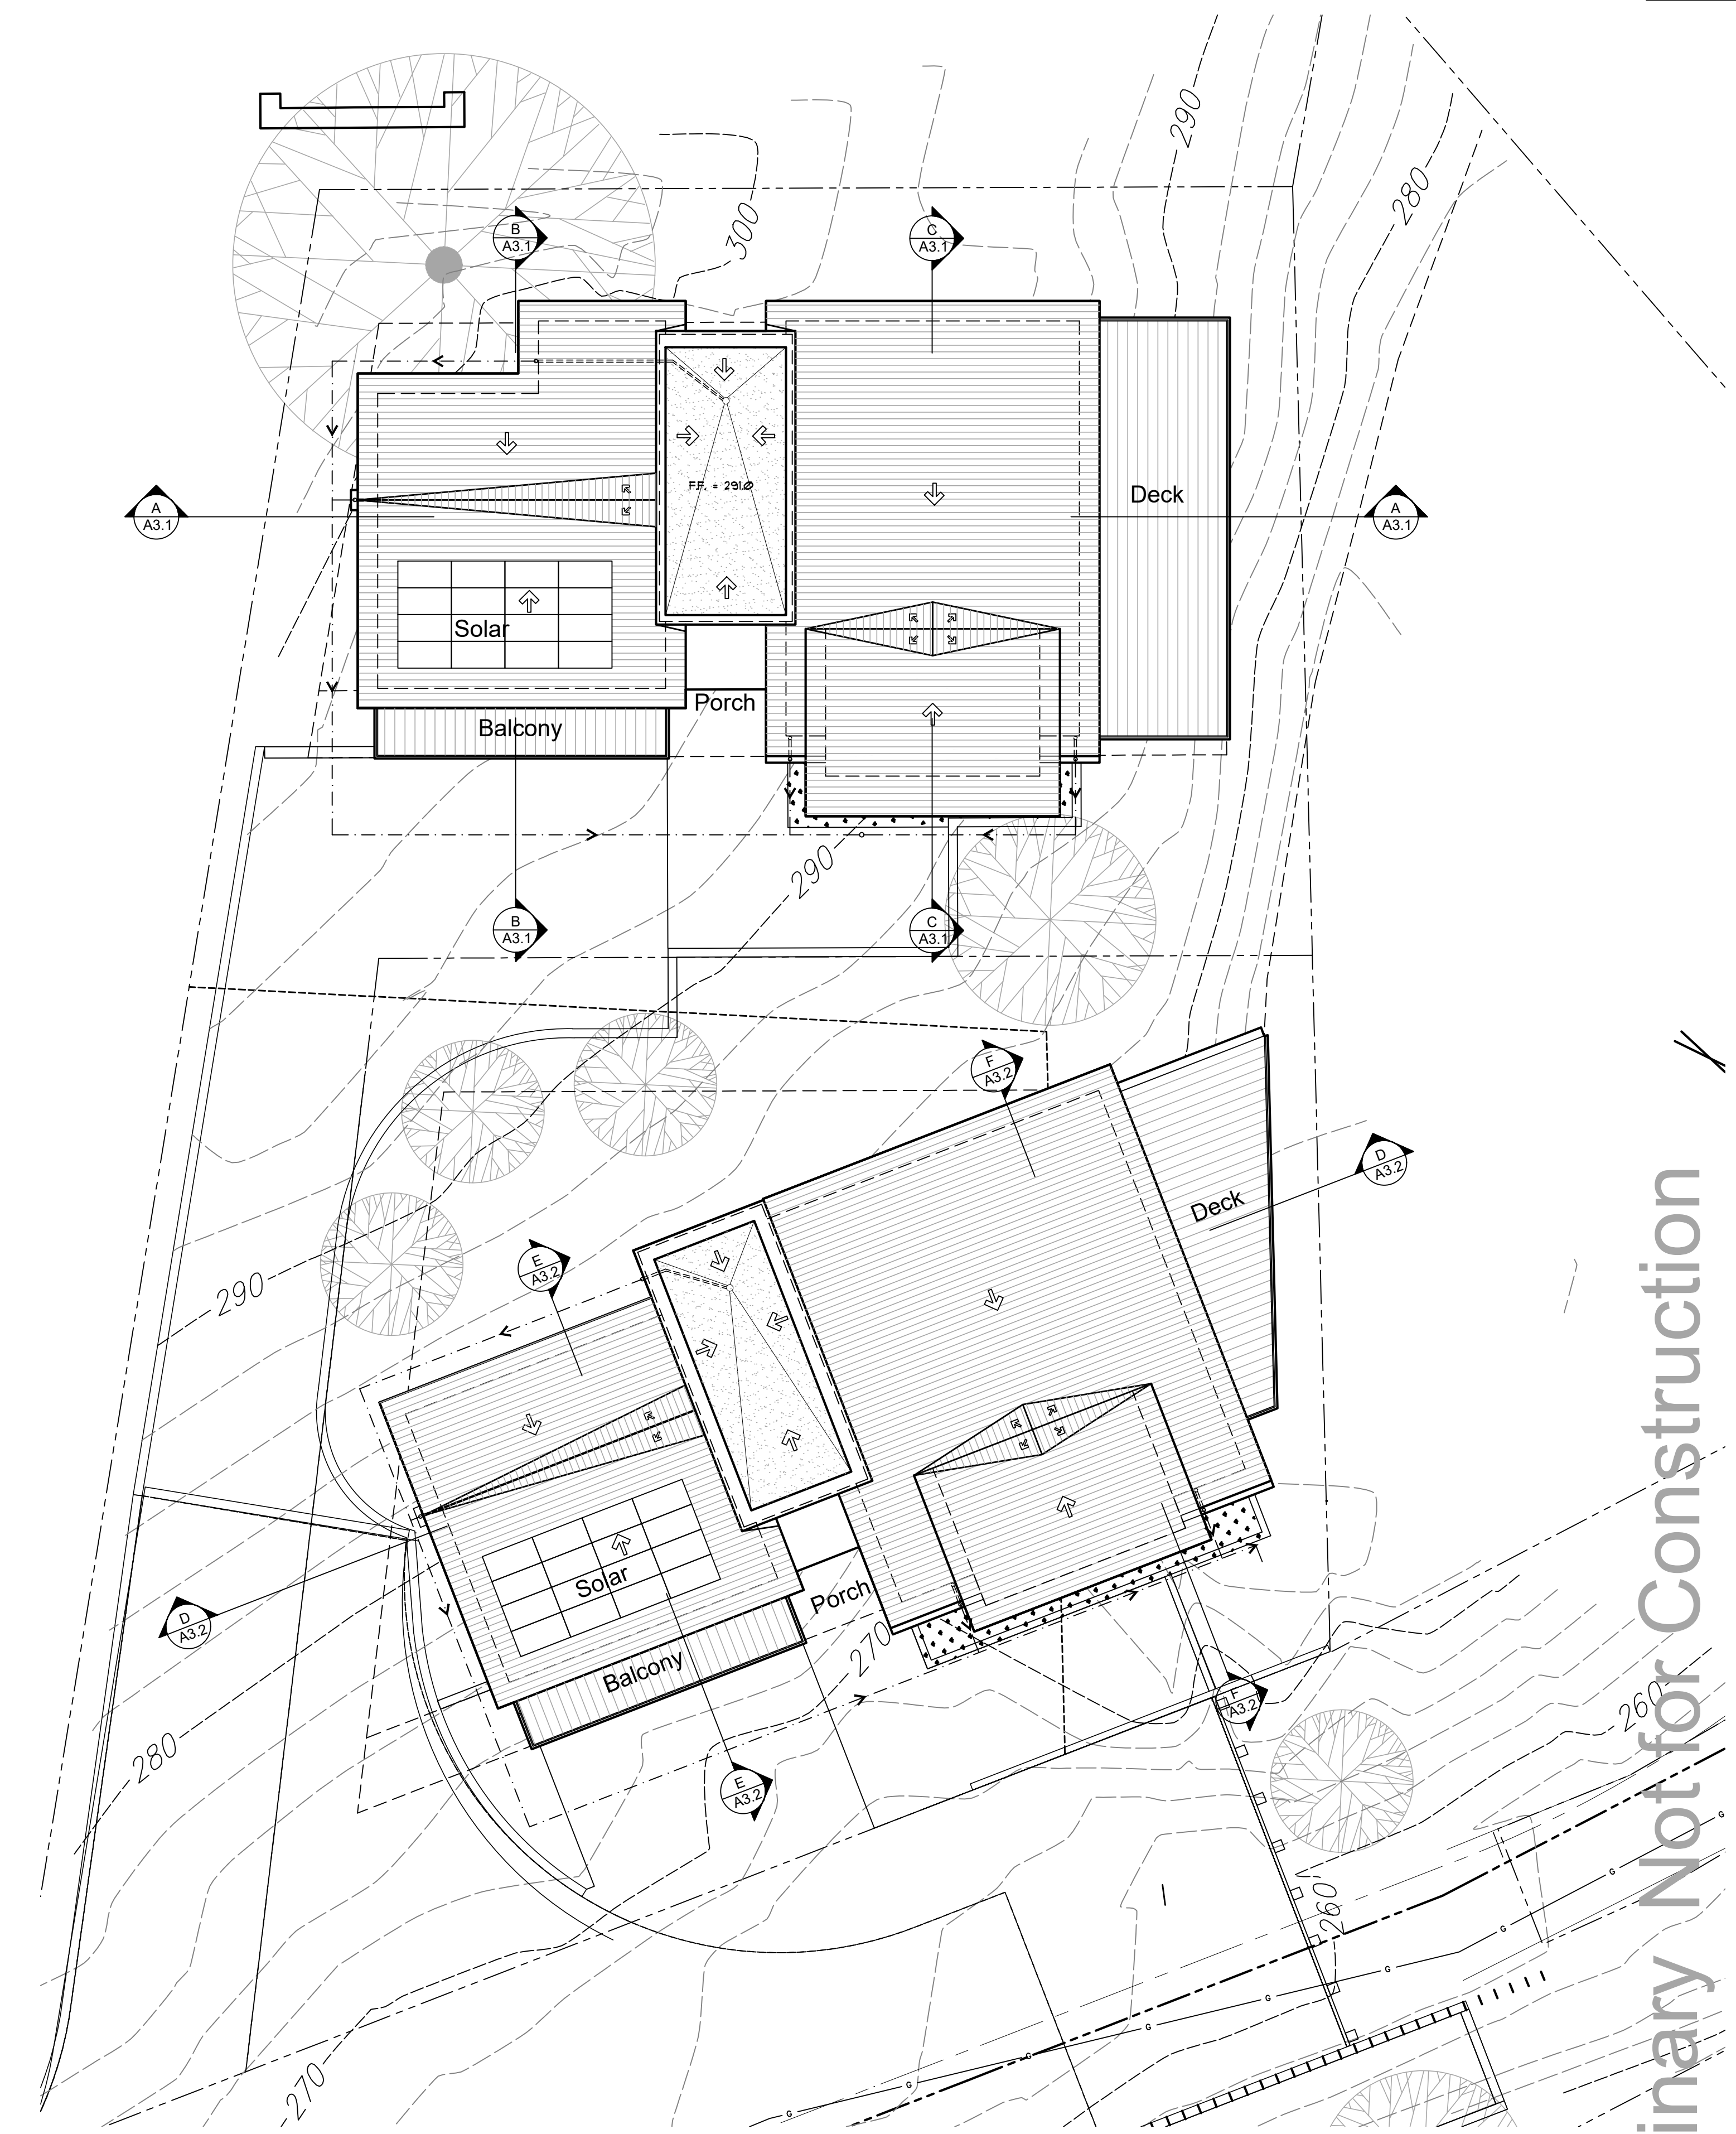 290
280
300
B
A3.1
C
A3.1
F.F. = 291.0
Deck
A
A3.1
A
A3.1
Solar
Porch
Balcony
290
B
A3.1
C
A3.1
F
A3.2
D
A3.2
Deck
E
A3.2
290
Solar
Porch
D
A3.2
270
Balcony
F
A3.2
260
280
E
A3.2
260
G
G
G
G
G
G
G
G
G
270
inary Not for Construction